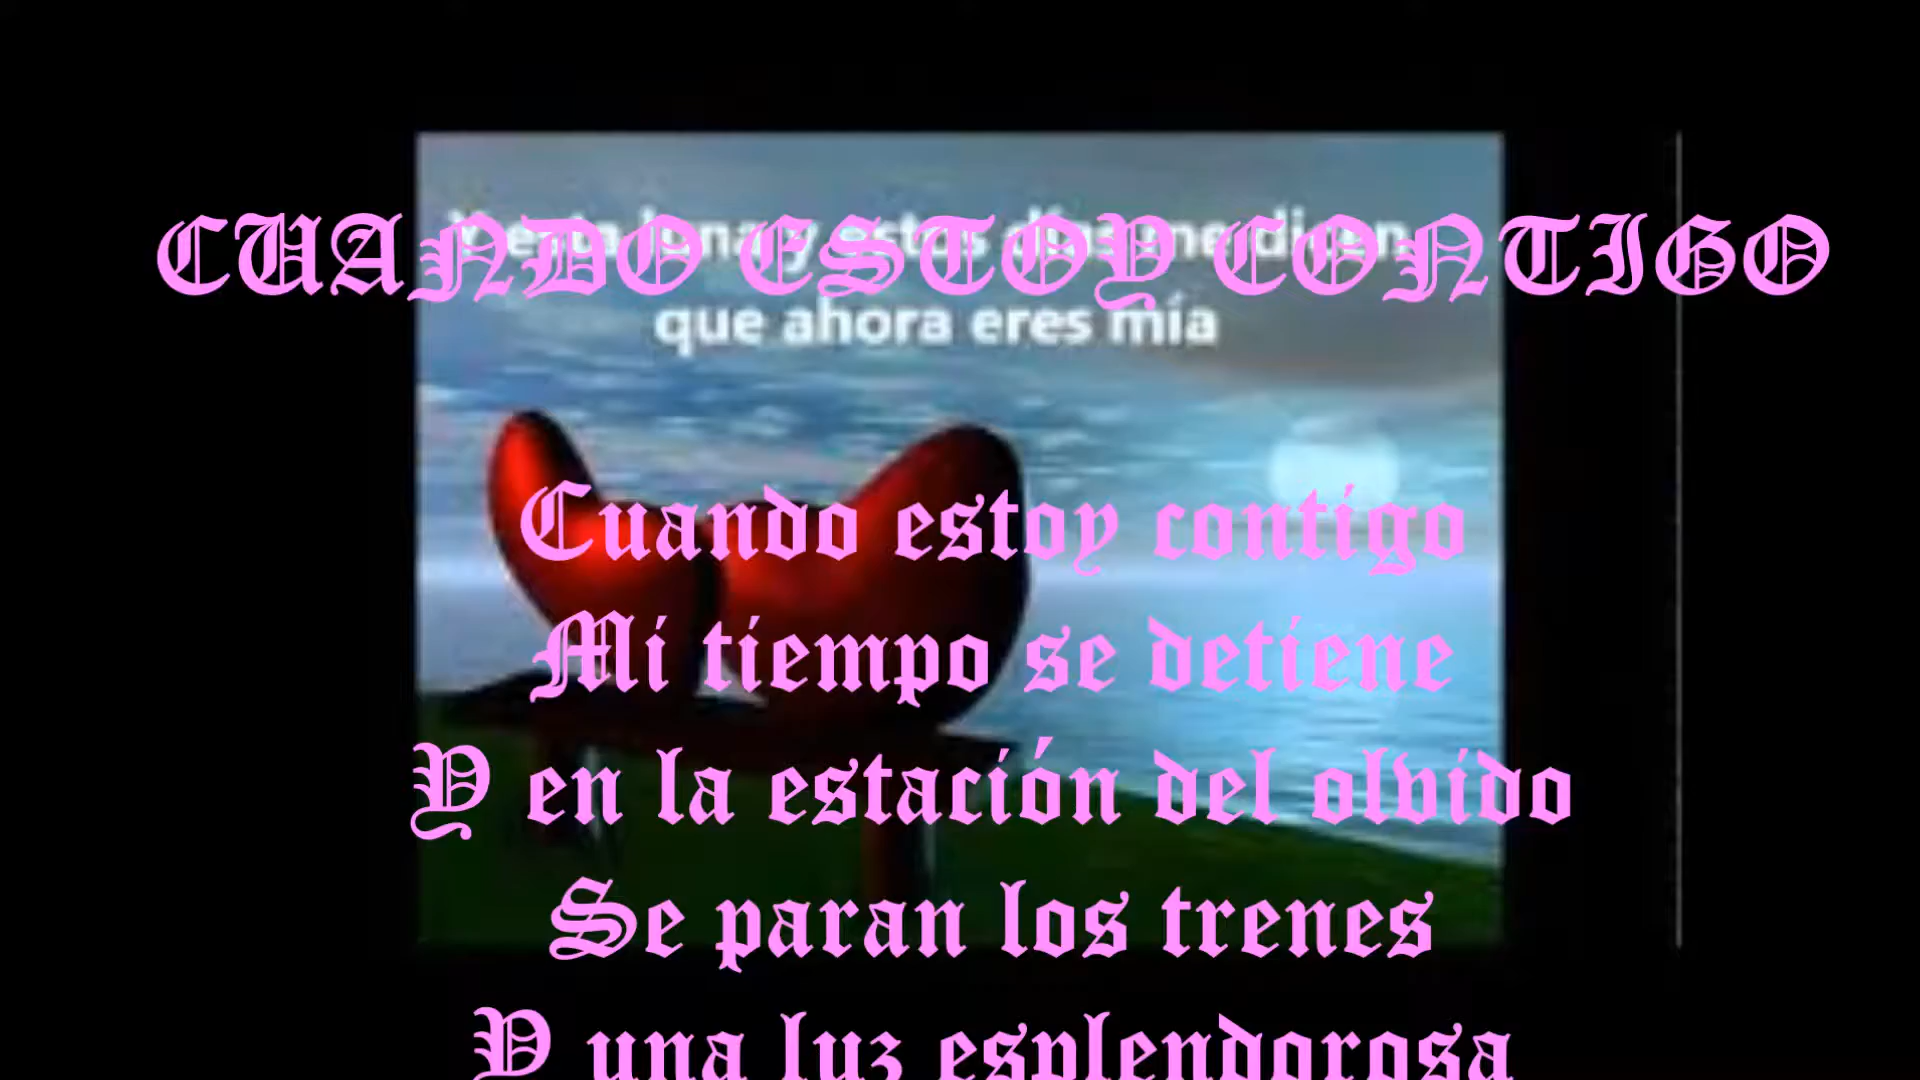 CUANDO ESTOY CONTIGO
que ahora eres mía
Cuando estoy contigo
Mi tiempo se detiene
Y en la estación del olvido
Se paran los trenes
Y una luz esplendorosa